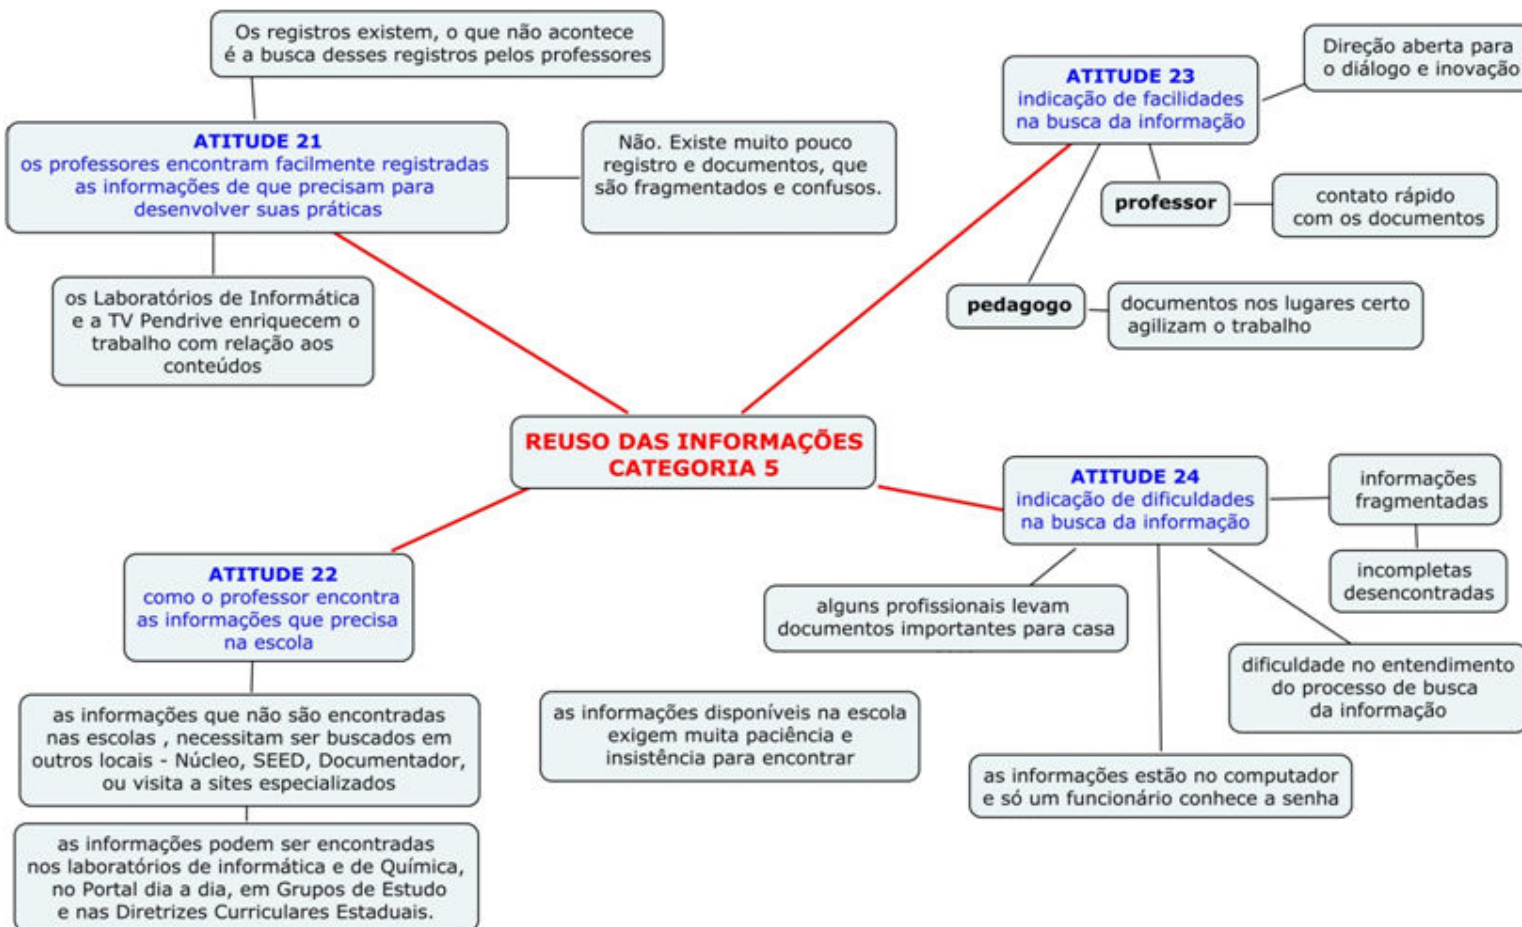 Os registros existem, o que não acontece
é a busca desses registros pelos professores
ATITUDE 21
os professores encontram facilmente registradas
as informações de que precisam para
desenvolver suas práticas
Não. Existe muito pouco
registro e documentos, que
são fragmentados e confusos.
os Laboratórios de Informática
e a TV Pendrive enriquecem o
trabalho com relação aos
conteúdos
ATITUDE 23
indicação de facilidades
na busca da informação
Direção aberta para
o diálogo e inovação
professor
contato rápido
com os documentos
pedagogo
documentos nos lugares certo
agilizam o trabalho
REUSO DAS INFORMAÇÕES
CATEGORIA 5
ATITUDE 22
como o professor encontra
as informações que precisa
na escola
as informações que não são encontradas
nas escolas , necessitam ser buscados em
outros locais - Núcleo, SEED, Documentador,
ou visita a sites especializados
as informações podem ser encontradas
nos laboratórios de informática e de Química,
no Portal dia a dia, em Grupos de Estudo
e nas Diretrizes Curriculares Estaduais.
ATITUDE 24
indicação de dificuldades
na busca da informação
informações
fragmentadas
incompletas
desencontradas
alguns profissionais levam
documentos importantes para casa
dificuldade no entendimento
do processo de busca
da informação
as informações disponíveis na escola
exigem muita paciência e
insistência para encontrar
as informações estão no computador
e só um funcionário conhece a senha